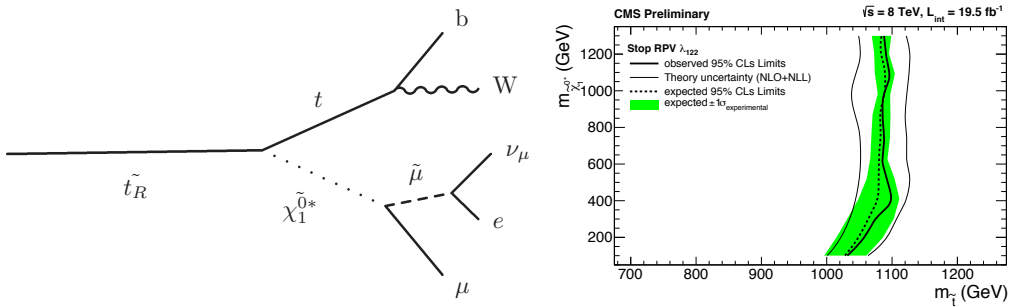 b
W
t
ν_μ
t̃_R
μ̃
χ̃_1^{0*}
e
μ
CMS Preliminary
√s = 8 TeV, L_int = 19.5 fb⁻¹
Stop RPV λ_122
observed 95% CLs Limits
Theory uncertainty (NLO+NLL)
expected 95% CLs Limits
expected ±1σ_experimental
m_{χ̃_1^{0*}} (GeV)
1200
1000
800
600
400
200
700 800 900 1000 1100 1200
m_t̃ (GeV)